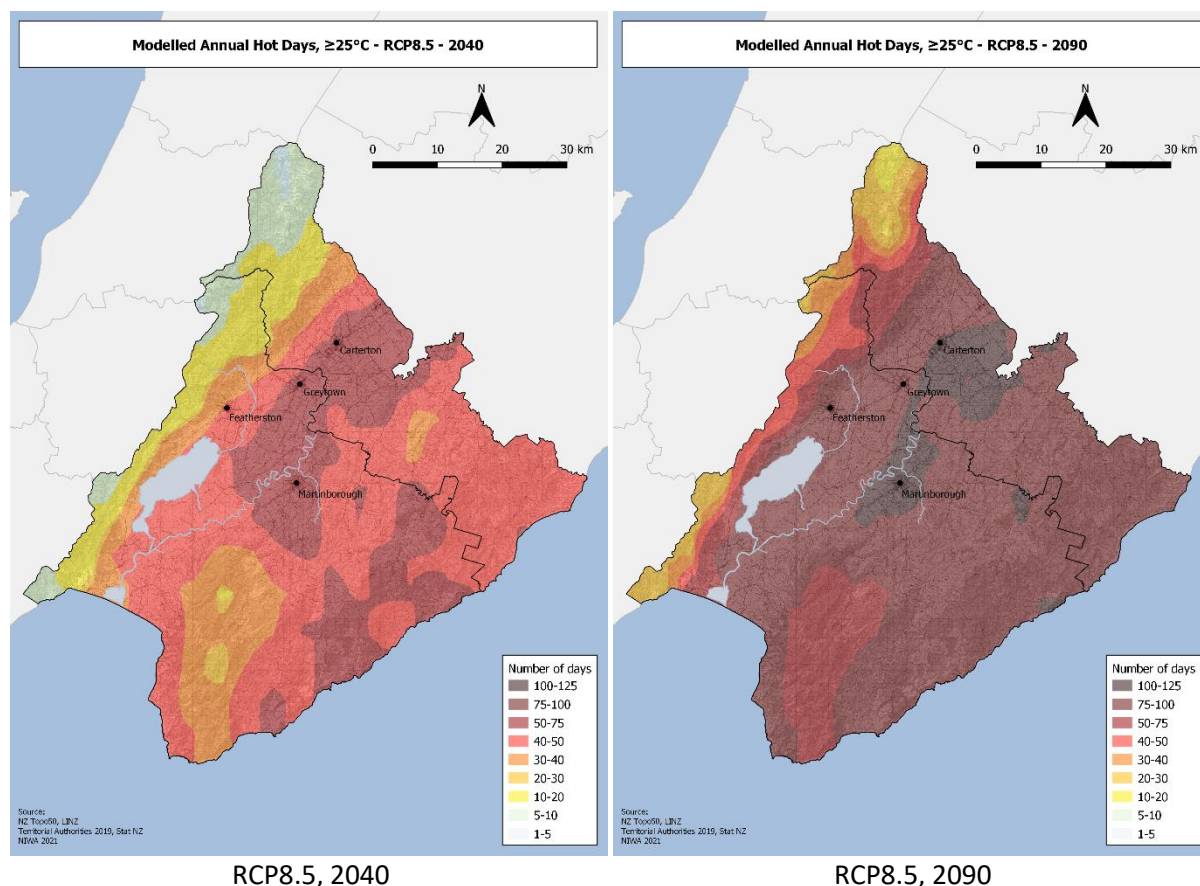 Modelled Annual Hot Days, ≥25°C - RCP8.5 - 2040
N
0 10 20 30 km
Carterton
Greytown
Featherston
Martinborough
Number of days
100-125
75-100
50-75
40-50
30-40
20-30
10-20
5-10
1-5
Source:
NZ Topo50, LINZ
Territorial Authorities 2019, Stat NZ
NIWA 2021
RCP8.5, 2040
Modelled Annual Hot Days, ≥25°C - RCP8.5 - 2090
N
0 10 20 30 km
Carterton
Greytown
Featherston
Martinborough
Number of days
100-125
75-100
50-75
40-50
30-40
20-30
10-20
5-10
1-5
Source:
NZ Topo50, LINZ
Territorial Authorities 2019, Stat NZ
NIWA 2021
RCP8.5, 2090